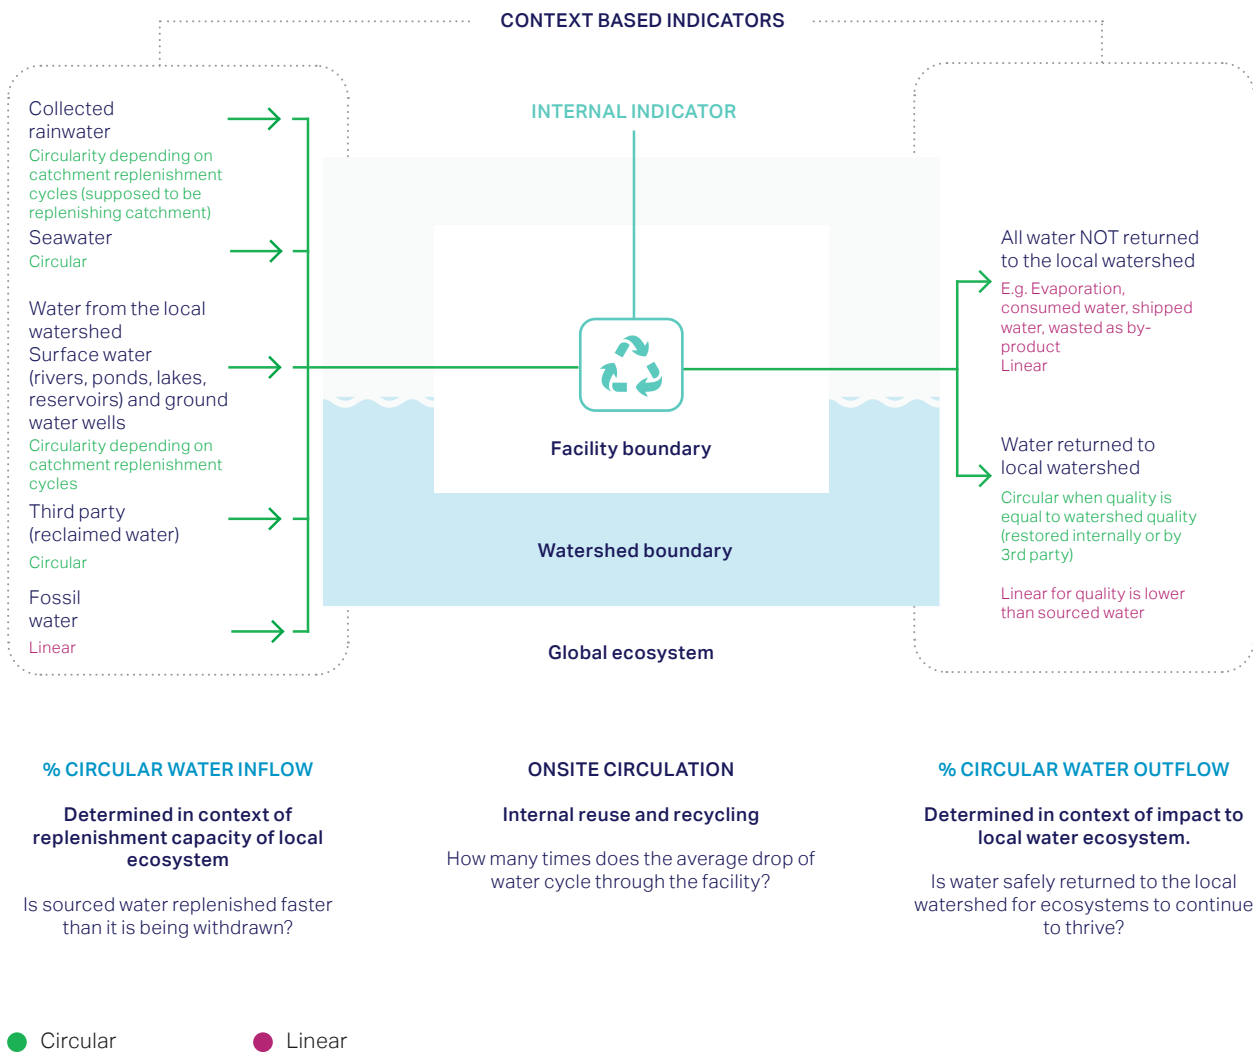 CONTEXT BASED INDICATORS
Collected
rainwater
Circularity depending on
catchment replenishment
cycles (supposed to be
replenishing catchment)
Seawater
Circular
Water from the local
watershed
Surface water
(rivers, ponds, lakes,
reservoirs) and ground
water wells
Circularity depending on
catchment replenishment
cycles
Third party
(reclaimed water)
Circular
Fossil
water
Linear
INTERNAL INDICATOR
Facility boundary
Watershed boundary
Global ecosystem
All water NOT returned
to the local watershed
E.g. Evaporation,
consumed water, shipped
water, wasted as by-
product
Linear
Water returned to
local watershed
Circular when quality is
equal to watershed quality
(restored internally or by
3rd party)
Linear for quality is lower
than sourced water
% CIRCULAR WATER INFLOW
Determined in context of
replenishment capacity of local
ecosystem
Is sourced water replenished faster
than it is being withdrawn?
ONSITE CIRCULATION
Internal reuse and recycling
How many times does the average drop of
water cycle through the facility?
% CIRCULAR WATER OUTFLOW
Determined in context of impact to
local water ecosystem.
Is water safely returned to the local
watershed for ecosystems to continue
to thrive?
Circular
Linear